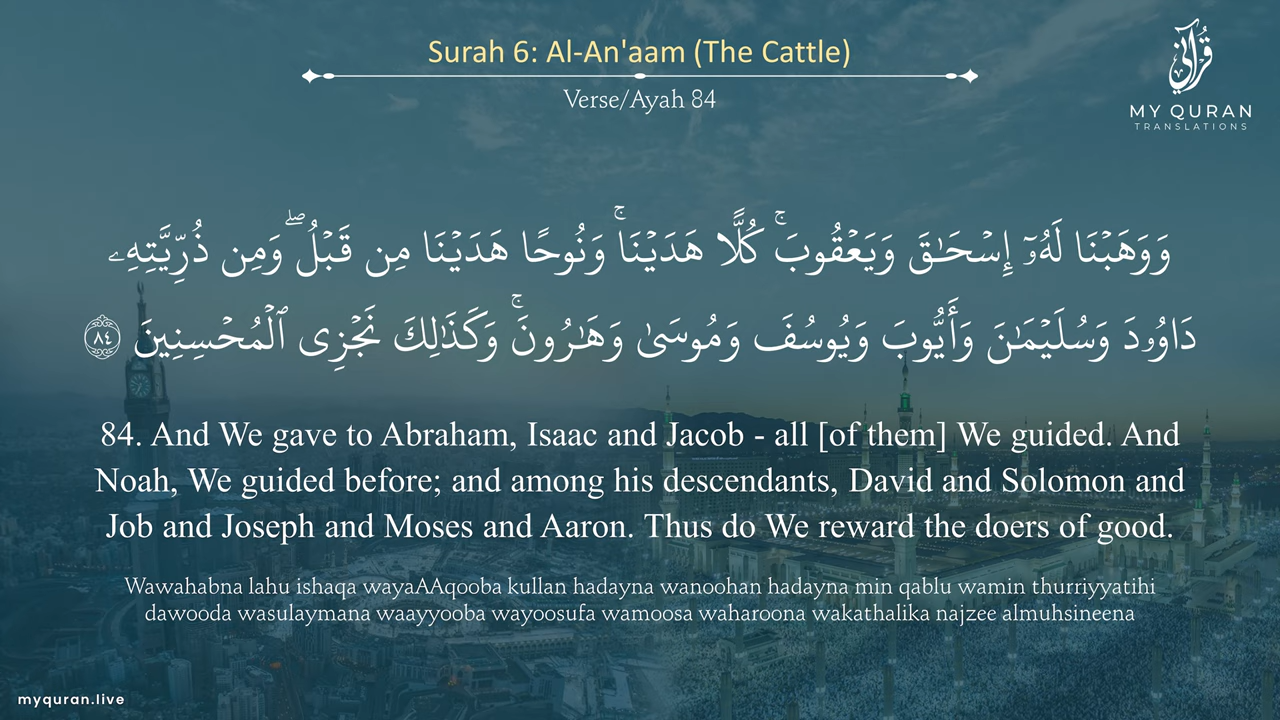 Surah 6: Al-An'aam (The Cattle)
Verse/Ayah 84
قرآني
MY QURAN
TRANSLATIONS
وَوَهَبْنَا لَهُۥٓ إِسْحَـٰقَ وَيَعْقُوبَ ۚ كُلًّا هَدَيْنَا ۚ وَنُوحًا هَدَيْنَا مِن قَبْلُ ۖ وَمِن ذُرِّيَّتِهِۦ
دَاوُۥدَ وَسُلَيْمَـٰنَ وَأَيُّوبَ وَيُوسُفَ وَمُوسَىٰ وَهَـٰرُونَ ۚ وَكَذَٰلِكَ نَجْزِى ٱلْمُحْسِنِينَ ٨٤
84. And We gave to Abraham, Isaac and Jacob - all [of them] We guided. And
Noah, We guided before; and among his descendants, David and Solomon and
Job and Joseph and Moses and Aaron. Thus do We reward the doers of good.
Wawahabna lahu ishaqa wayaAAqooba kullan hadayna wanoohan hadayna min qablu wamin thurriyyatihi
dawooda wasulaymana waayyooba wayoosufa wamoosa waharoona wakathalika najzee almuhsineena
myquran.live